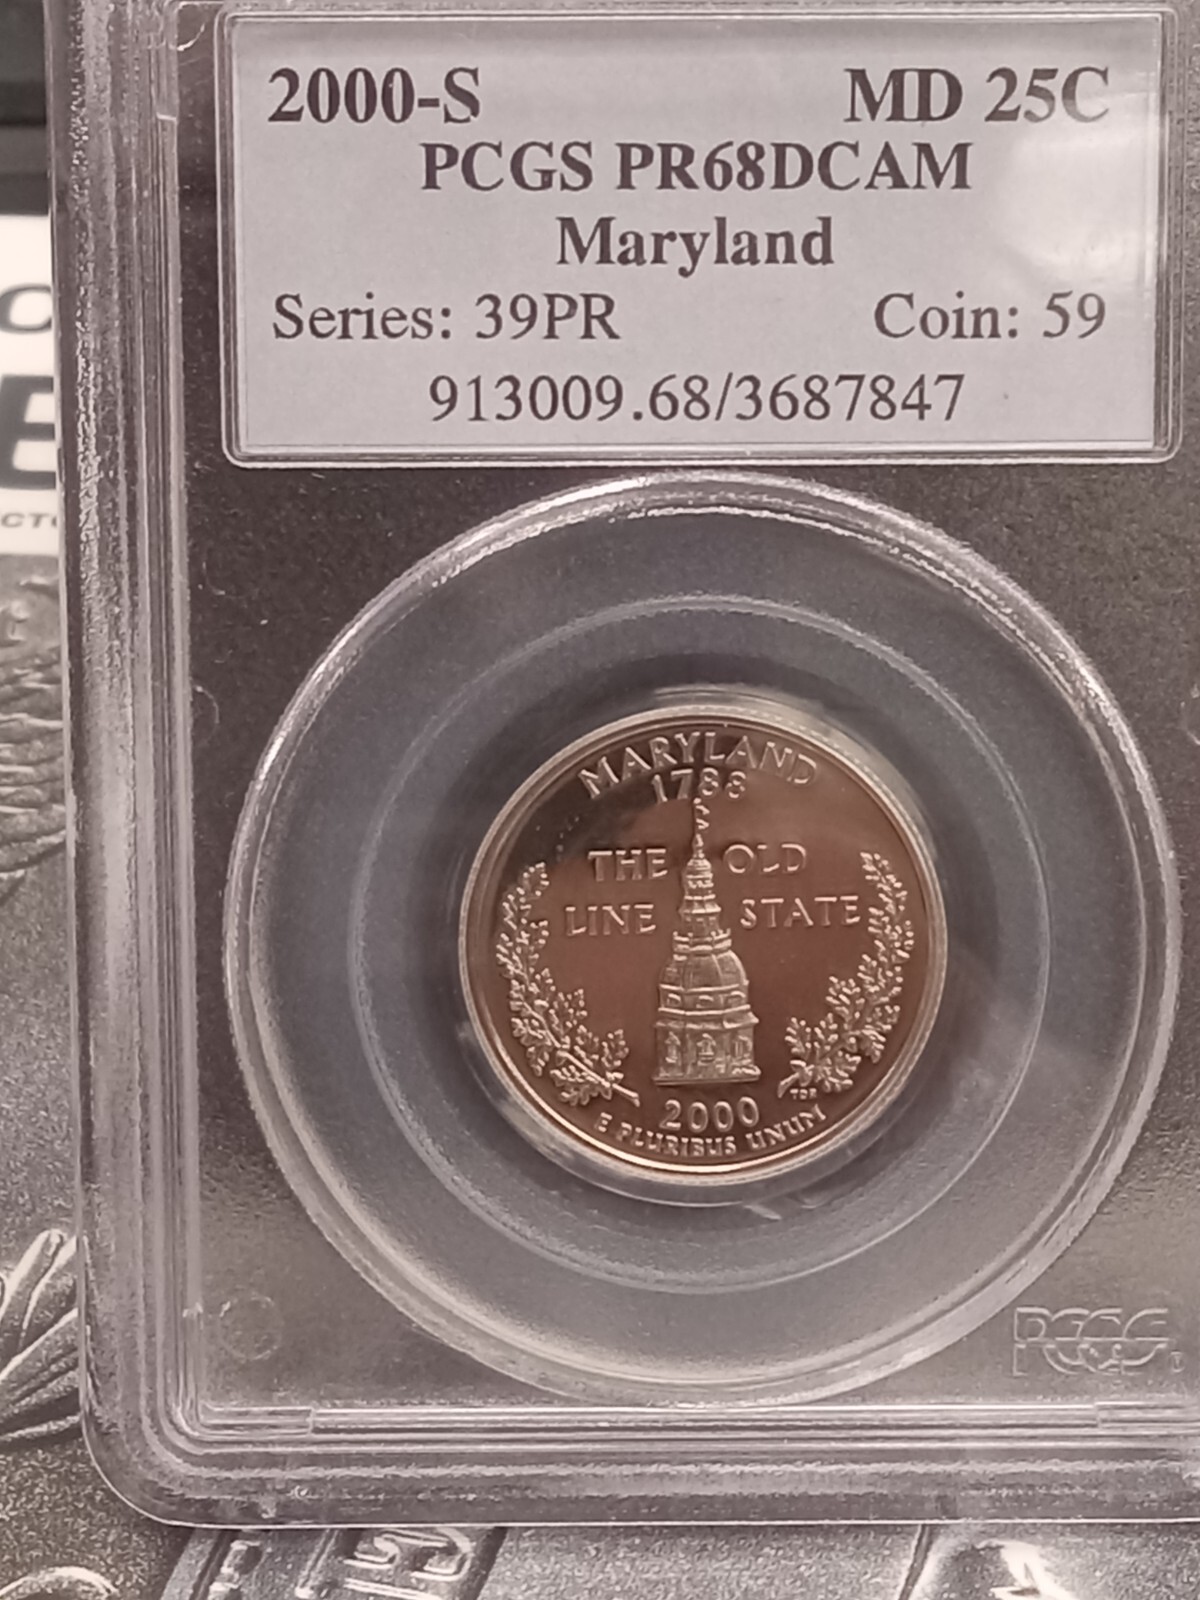 2000-S MD 25C
PCGS PR68DCAM
Maryland
Series: 39PR Coin: 59
913009.68/3687847
MARYLAND
1788
THE OLD
LINE STATE
TDR
2000
E PLURIBUS UNUM
PCGS